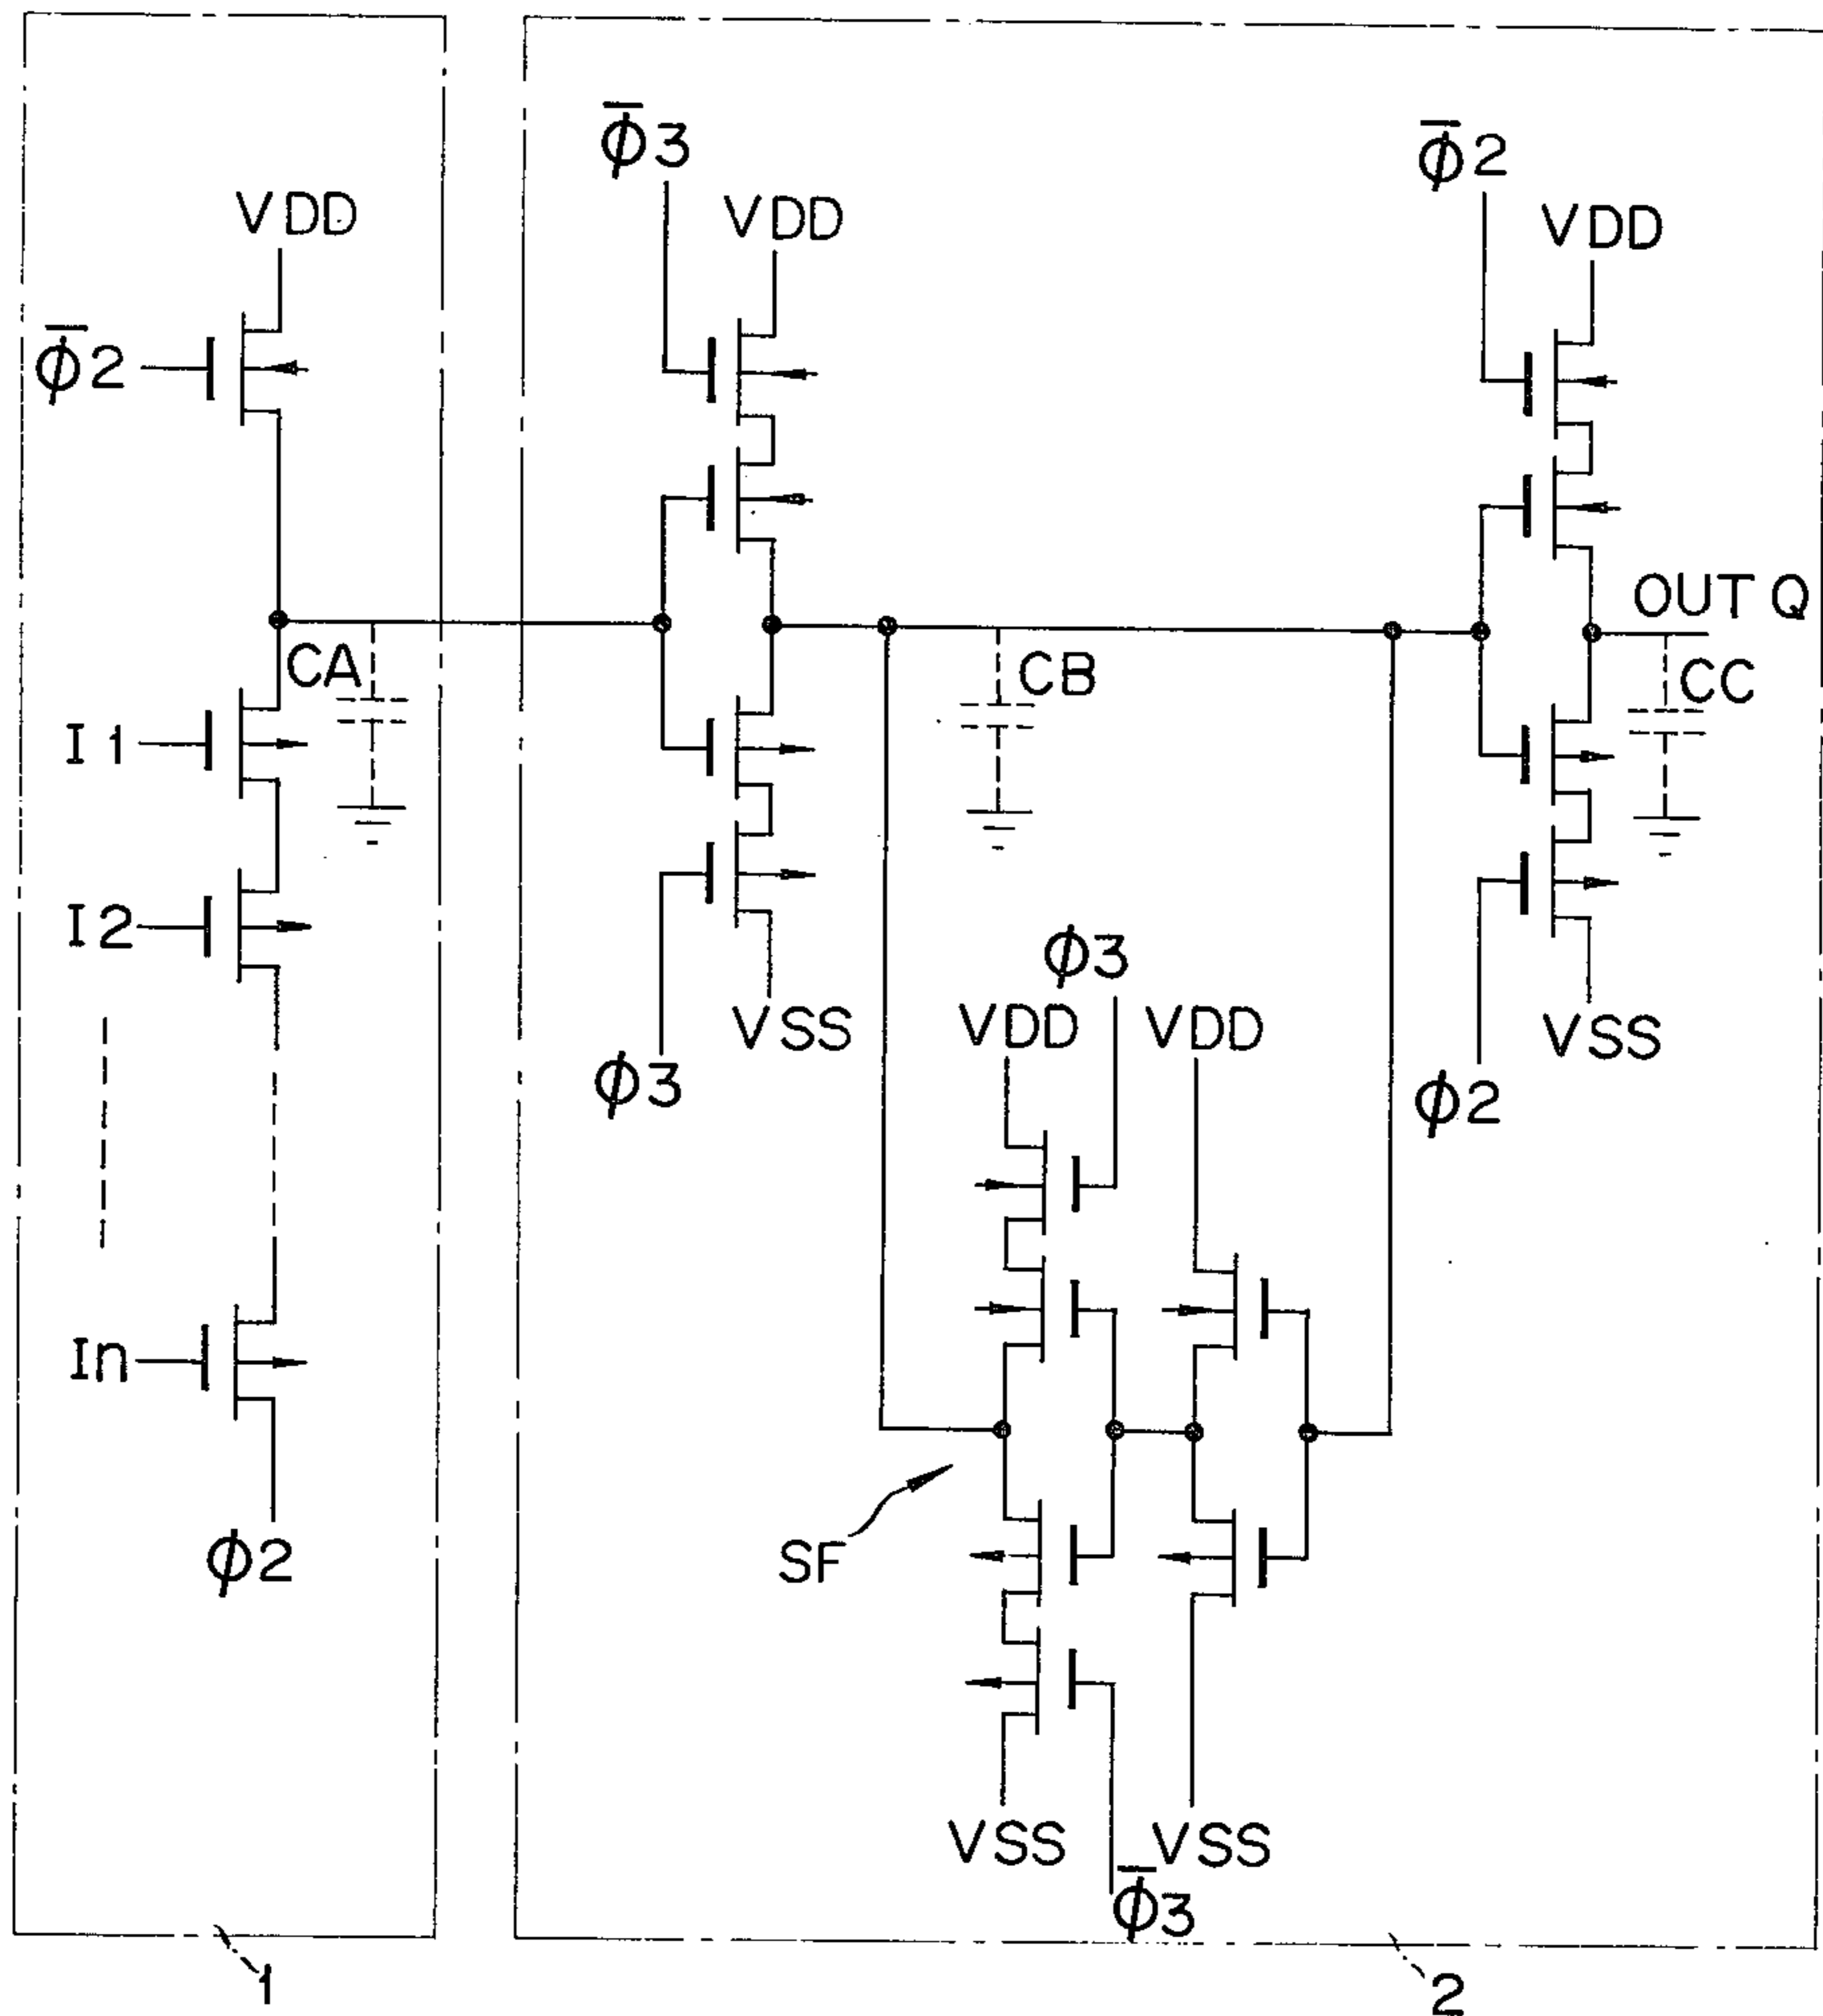 φ̅3
φ̅2
VDD
VDD
VDD
φ̅2
OUT Q
CA
CB
CC
I1
I2
φ3
VDD
VDD
VSS
VSS
φ3
φ2
In
SF
φ2
VSS
VSS
φ̅3
1
2